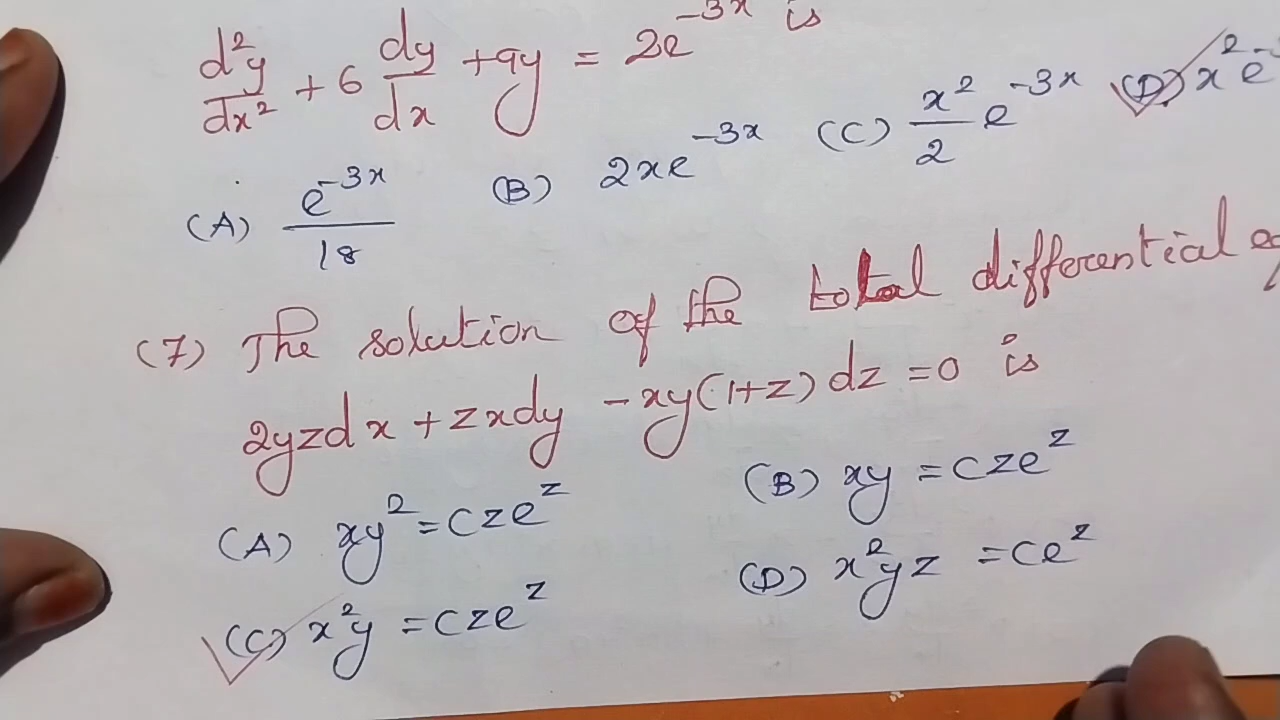 d²y/dx² + 6 dy/dx + 9y = 2e^-3x is
(A) e^-3x/18 (B) 2xe^-3x (C) x²/2 e^-3x (D) x²e^-
(7) The solution of the total differential
2yzdx + zxdy - xy(1+z)dz = 0 is
(A) xy² = cze^z (B) xy = cze^z
(C) x²y = cze^z (D) x²yz = ce^z